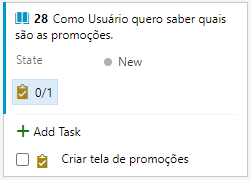 28 Como Usuário quero saber quais
são as promoções.
State New
0/1
+ Add Task
Criar tela de promoções